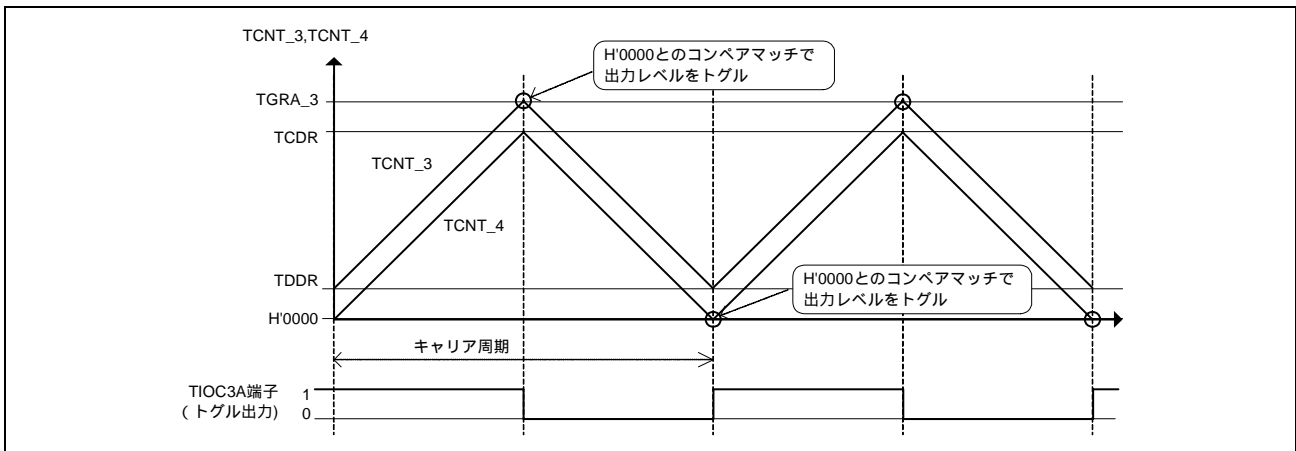 TCNT_3,TCNT_4
H'0000とのコンペアマッチで
出力レベルをトグル
TGRA_3
TCDR
TCNT_3
TCNT_4
TDDR
H'0000とのコンペアマッチで
出力レベルをトグル
H'0000
キャリア周期
TIOC3A端子
(トグル出力)
1
0